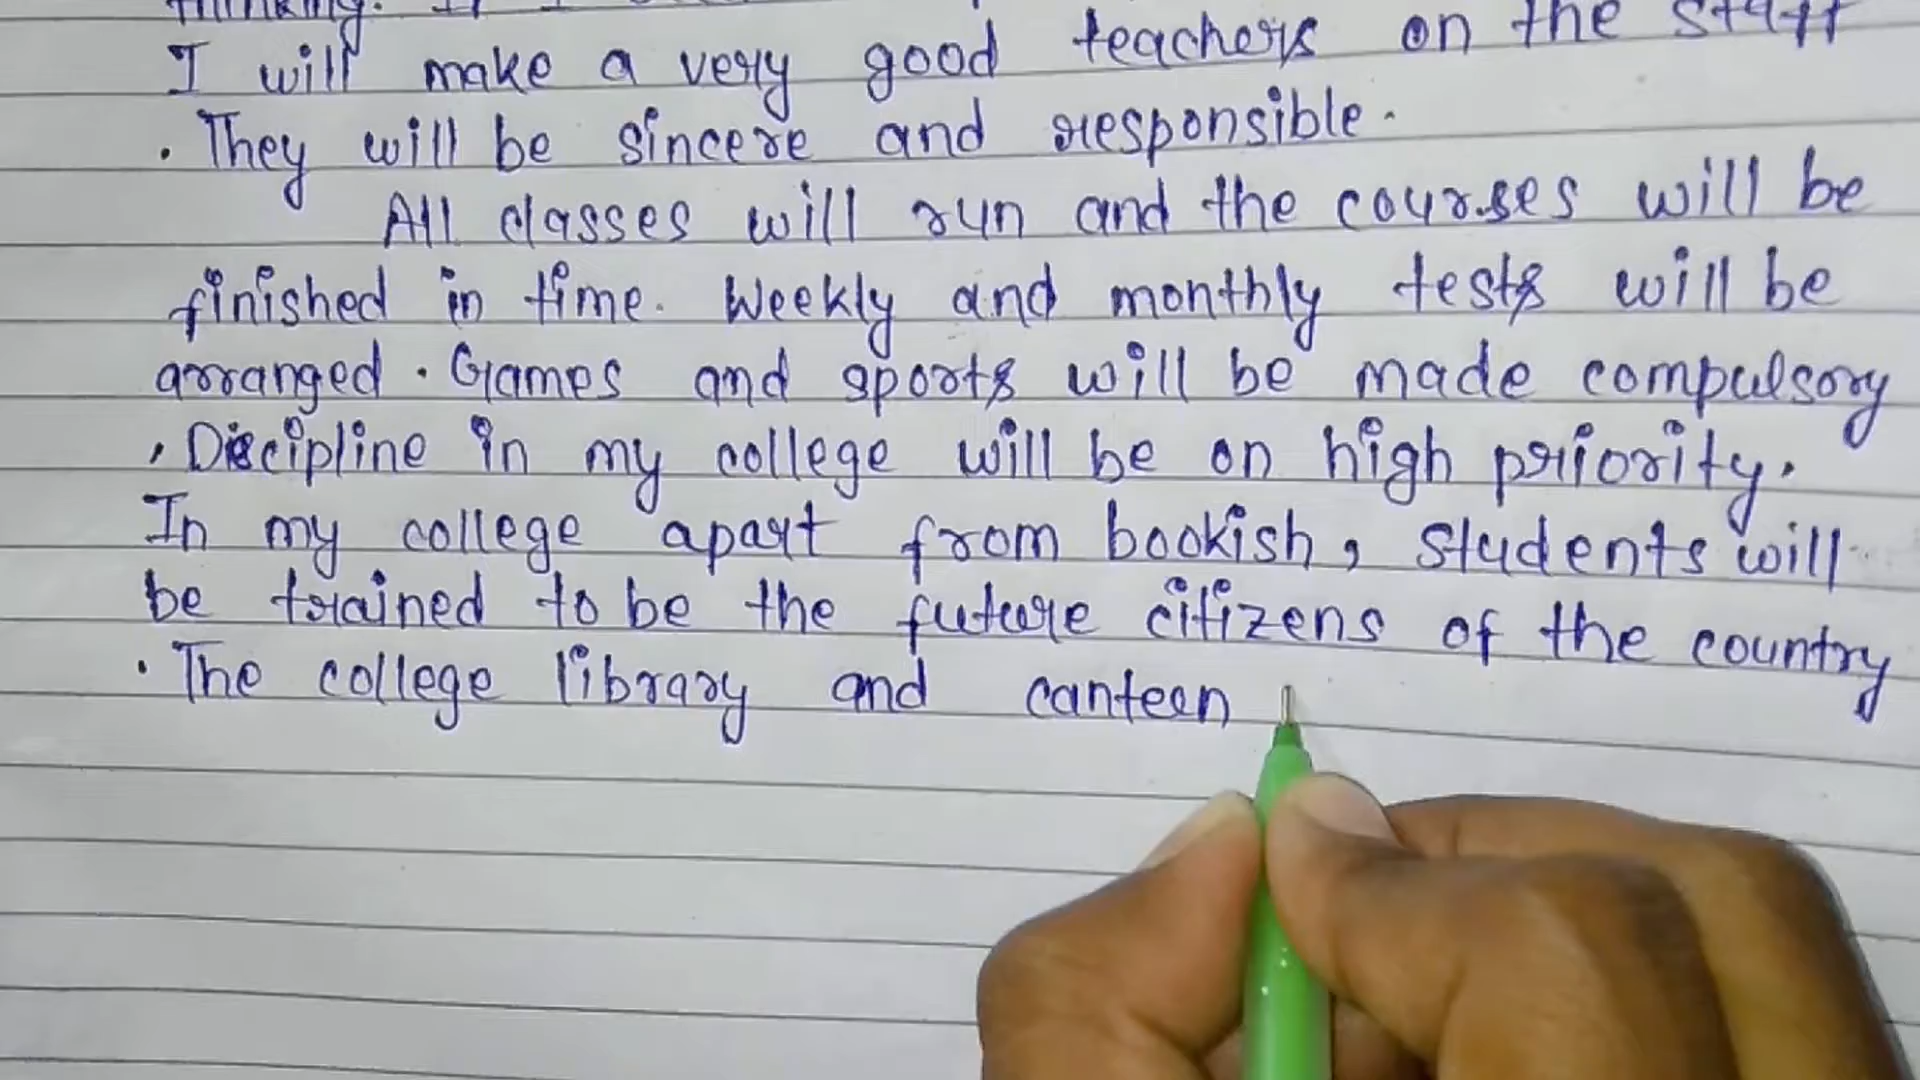 thinking. If I
I will make a very good teachers on the staff
. They will be sincere and responsible.
All classes will run and the courses will be
finished in time. Weekly and monthly tests will be
arranged. Games and sports will be made compulsory
. Discipline in my college will be on high priority.
In my college apart from bookish, students will
be trained to be the future citizens of the country
. The college library and canteen